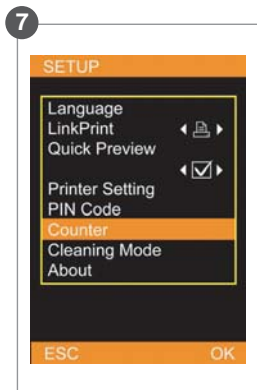 7
SETUP
Language
LinkPrint
Quick Preview
Printer Setting
PIN Code
Counter
Cleaning Mode
About
ESC OK